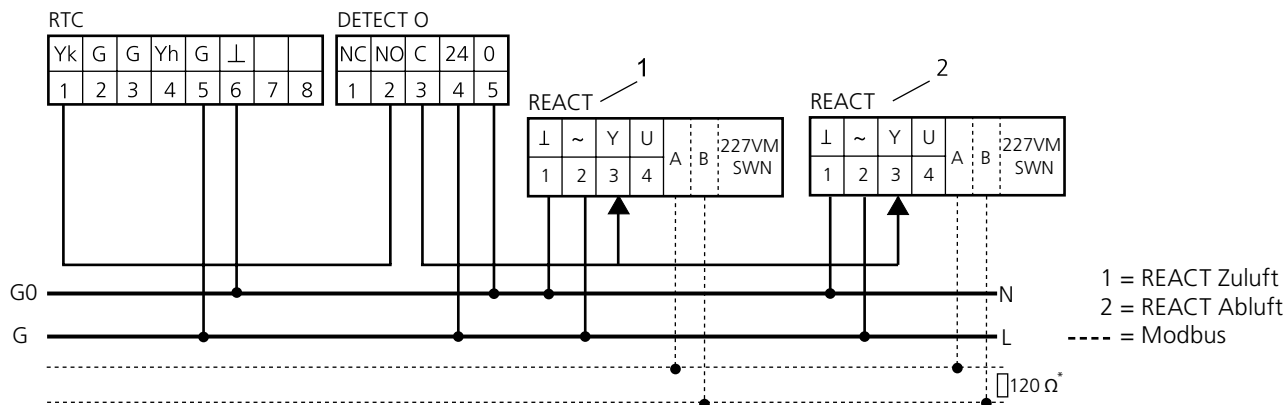 RTC
Yk G G Yh G ⊥
1 2 3 4 5 6 7 8
DETECT O
NC NO C 24 0
1 2 3 4 5
1
REACT
⊥ ~ Y U A B 227VM SWN
1 2 3 4
2
REACT
⊥ ~ Y U A B 227VM SWN
1 2 3 4
G0 N
G L
1 = REACT Zuluft
2 = REACT Abluft
---- = Modbus
120 Ω*